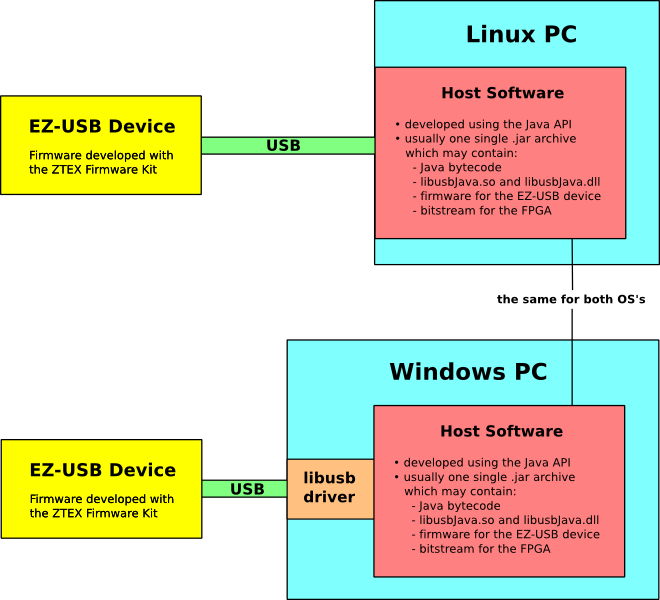 Linux PC
Host Software
• developed using the Java API
• usually one single .jar archive
which may contain:
- Java bytecode
- libusbJava.so and libusbJava.dll
- firmware for the EZ-USB device
- bitstream for the FPGA
EZ-USB Device
Firmware developed with
the ZTEX Firmware Kit
USB
the same for both OS's
Windows PC
Host Software
• developed using the Java API
• usually one single .jar archive
which may contain:
- Java bytecode
- libusbJava.so and libusbJava.dll
- firmware for the EZ-USB device
- bitstream for the FPGA
libusb
driver
USB
EZ-USB Device
Firmware developed with
the ZTEX Firmware Kit